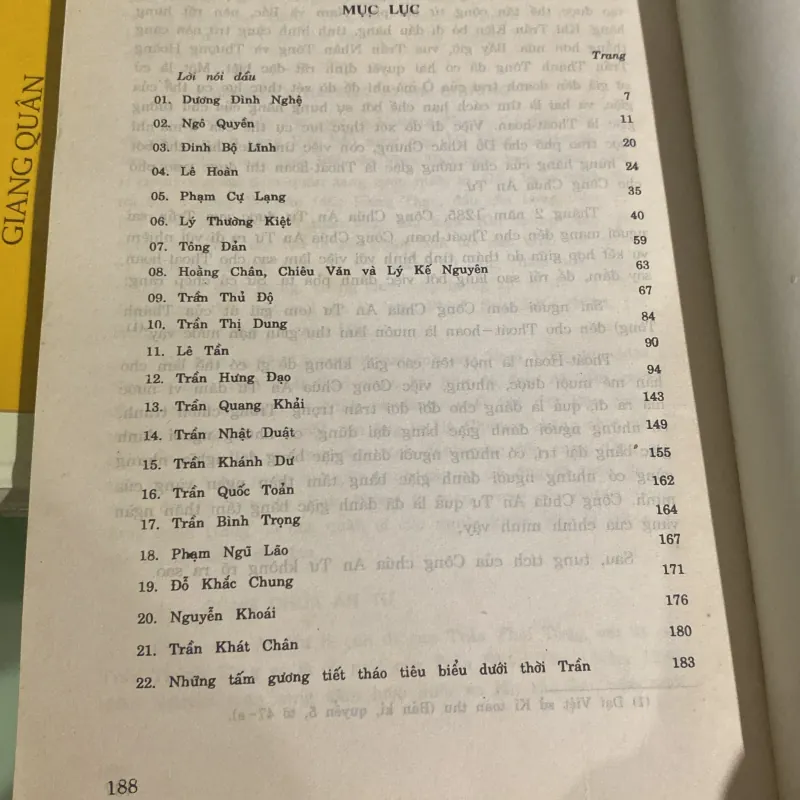 GIANG QUÂN
MỤC LỤC
Trang
Lời nói đầu
01. Dương Đình Nghệ 7
02. Ngô Quyền 11
03. Đinh Bộ Lĩnh 20
04. Lê Hoàn 24
05. Phạm Cự Lạng 35
06. Lý Thường Kiệt 40
07. Tông Đản 59
08. Hoàng Chân, Chiêu Văn và Lý Kế Nguyên 63
09. Trần Thủ Độ 67
10. Trần Thị Dung 84
11. Lê Tần 90
12. Trần Hưng Đạo 94
13. Trần Quang Khải 143
14. Trần Nhật Duật 149
15. Trần Khánh Dư 155
16. Trần Quốc Toản 162
17. Trần Bình Trọng 164
18. Phạm Ngũ Lão 167
19. Đỗ Khắc Chung 171
20. Nguyễn Khoái 176
21. Trần Khát Chân 180
22. Những tấm gương tiết tháo tiêu biểu dưới thời Trần 183
188